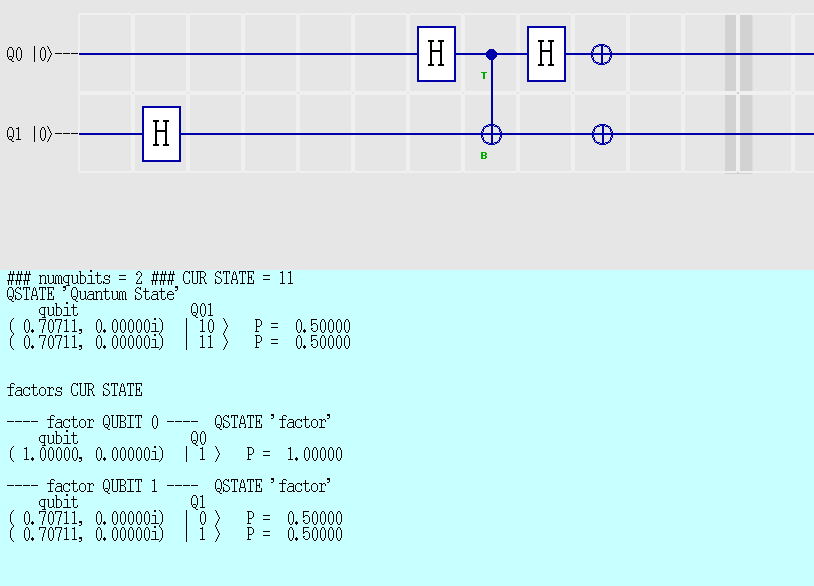 Q0 |0⟩---
H
H
T
Q1 |0⟩---
H
B
### numqubits = 2 ### CUR STATE = 11
QSTATE 'Quantum State'
qubit Q01
( 0.70711, 0.00000i) | 10 ⟩ P = 0.50000
( 0.70711, 0.00000i) | 11 ⟩ P = 0.50000
factors CUR STATE
---- factor QUBIT 0 ---- QSTATE 'factor'
qubit Q0
( 1.00000, 0.00000i) | 1 ⟩ P = 1.00000
---- factor QUBIT 1 ---- QSTATE 'factor'
qubit Q1
( 0.70711, 0.00000i) | 0 ⟩ P = 0.50000
( 0.70711, 0.00000i) | 1 ⟩ P = 0.50000